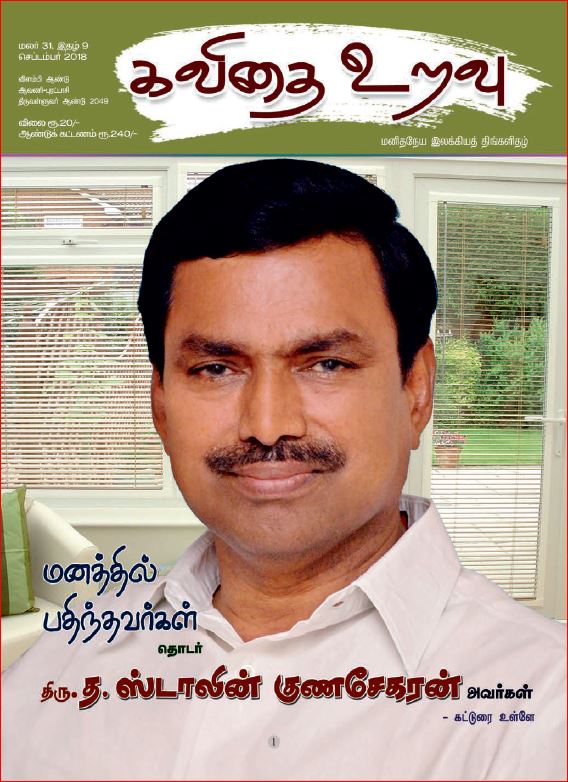 மலர் 31, இதழ் 9
செப்டம்பர் 2018
விளம்பி ஆண்டு
ஆவணி-புரட்டாசி
திருவள்ளுவர் ஆண்டு 2049
விலை ரூ.20/-
ஆண்டுக் கட்டணம் ரூ.240/-
கவிதை உறவு
மனிதநேய இலக்கியத் திங்களிதழ்
மனத்தில்
பதிந்தவர்கள்
தொடர்
திரு. த. ஸ்டாலின் குணசேகரன் அவர்கள்
- கட்டுரை உள்ளே
1